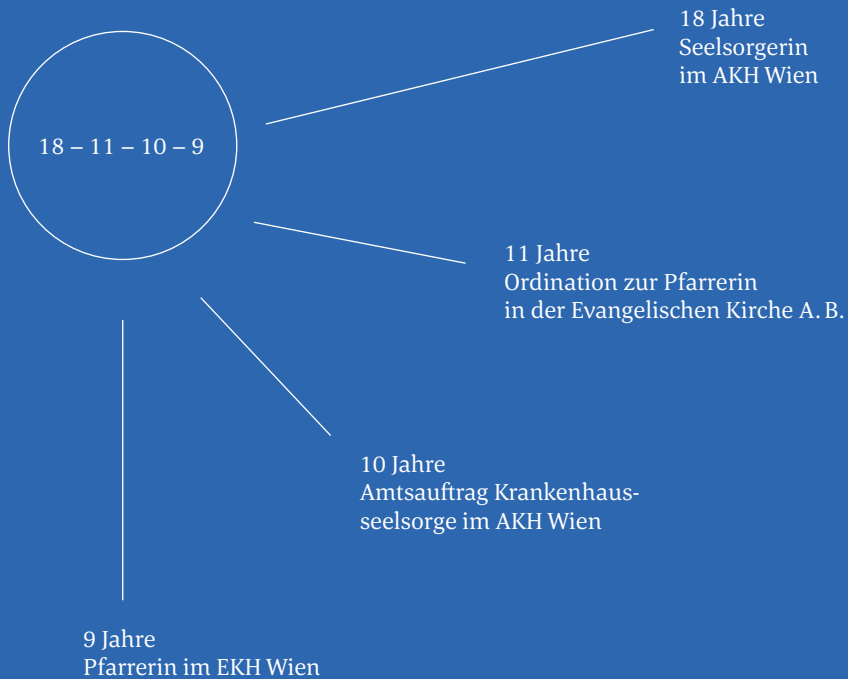 18 – 11 – 10 – 9
18 Jahre
Seelsorgerin
im AKH Wien
11 Jahre
Ordination zur Pfarrerin
in der Evangelischen Kirche A. B.
10 Jahre
Amtsauftrag Krankenhaus-
seelsorge im AKH Wien
9 Jahre
Pfarrerin im EKH Wien